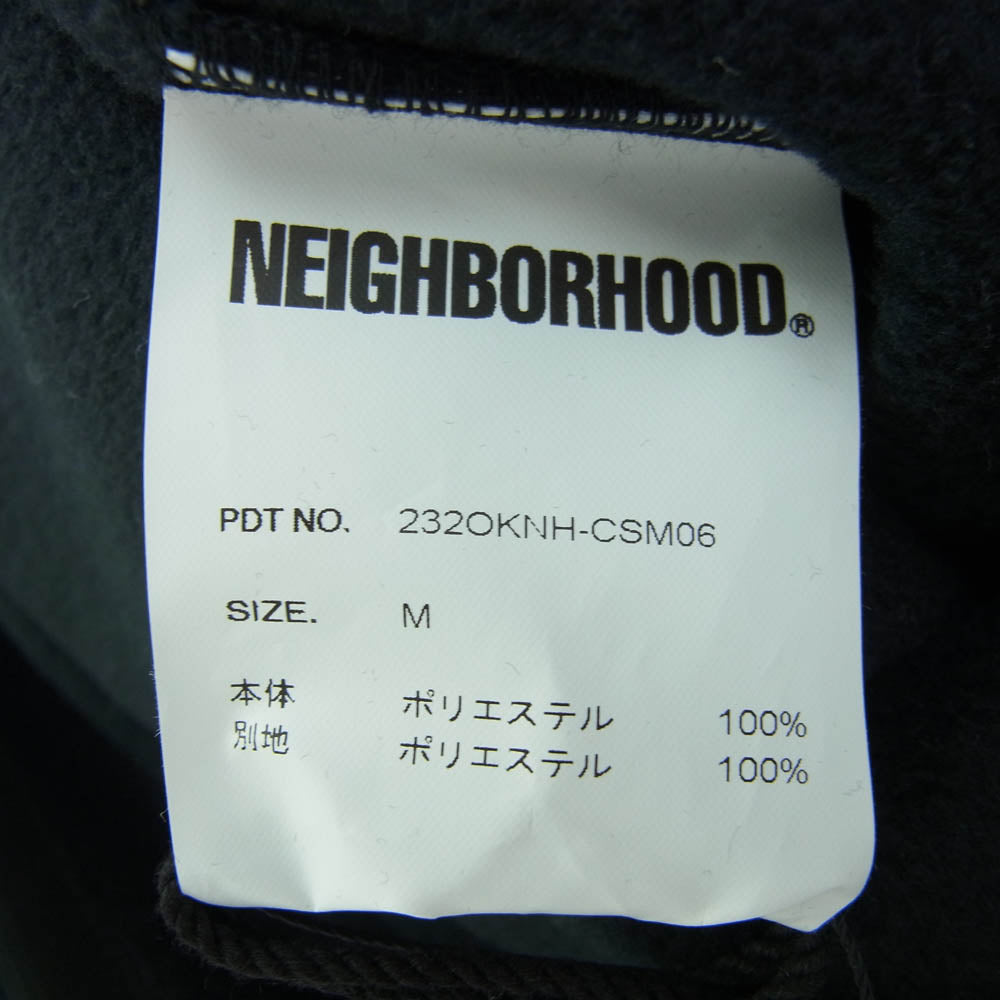 NEIGHBORHOOD®
PDT NO. 232OKNH-CSM06
SIZE. M
本体 ポリエステル 100%
別地 ポリエステル 100%